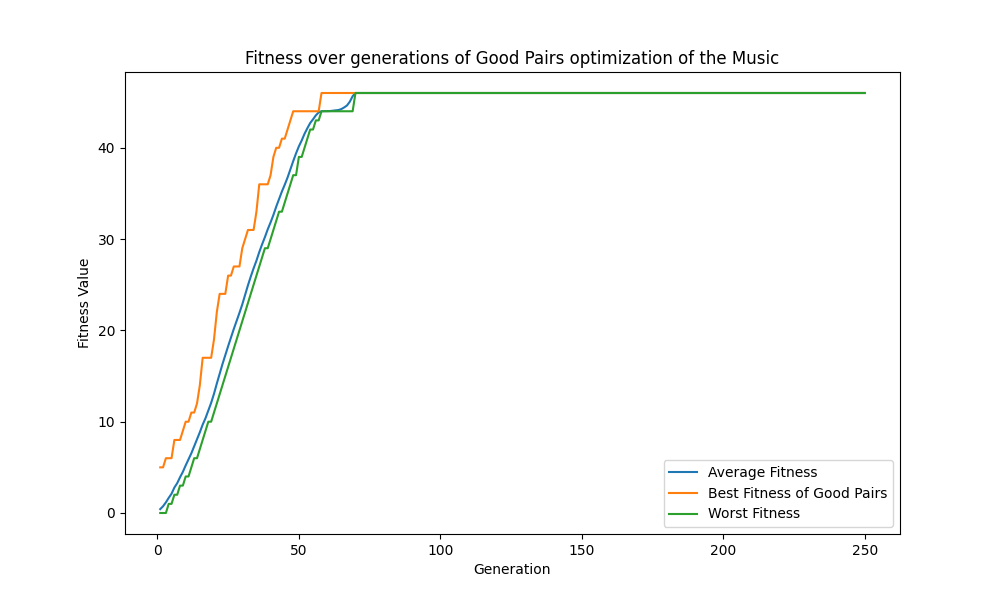 Fitness over generations of Good Pairs optimization of the Music
Fitness Value
40
30
20
10
0
0 50 100 150 200 250
Generation
Average Fitness
Best Fitness of Good Pairs
Worst Fitness